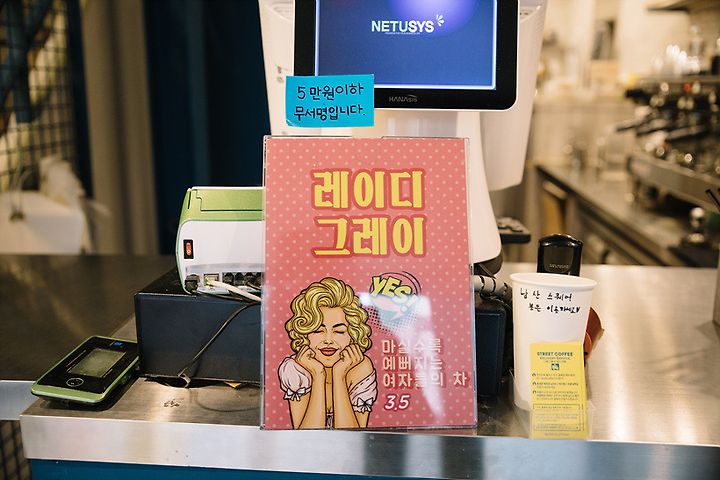 NETUSYS
HANAsis
5만원이하
무서명입니다.
레이디
그레이
YES!
마실수록
예뻐지는
여자들의 차
3,5
STREET COFFEE